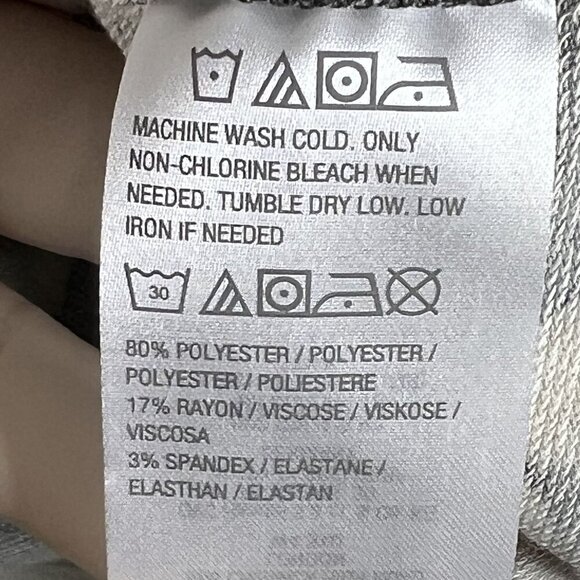 MACHINE WASH COLD. ONLY
NON-CHLORINE BLEACH WHEN
NEEDED. TUMBLE DRY LOW. LOW
IRON IF NEEDED
30
80% POLYESTER / POLYESTER /
POLYESTER / POLIESTERE
17% RAYON / VISCOSE / VISKOSE /
VISCOSA
3% SPANDEX / ELASTANE /
ELASTHAN / ELASTAN